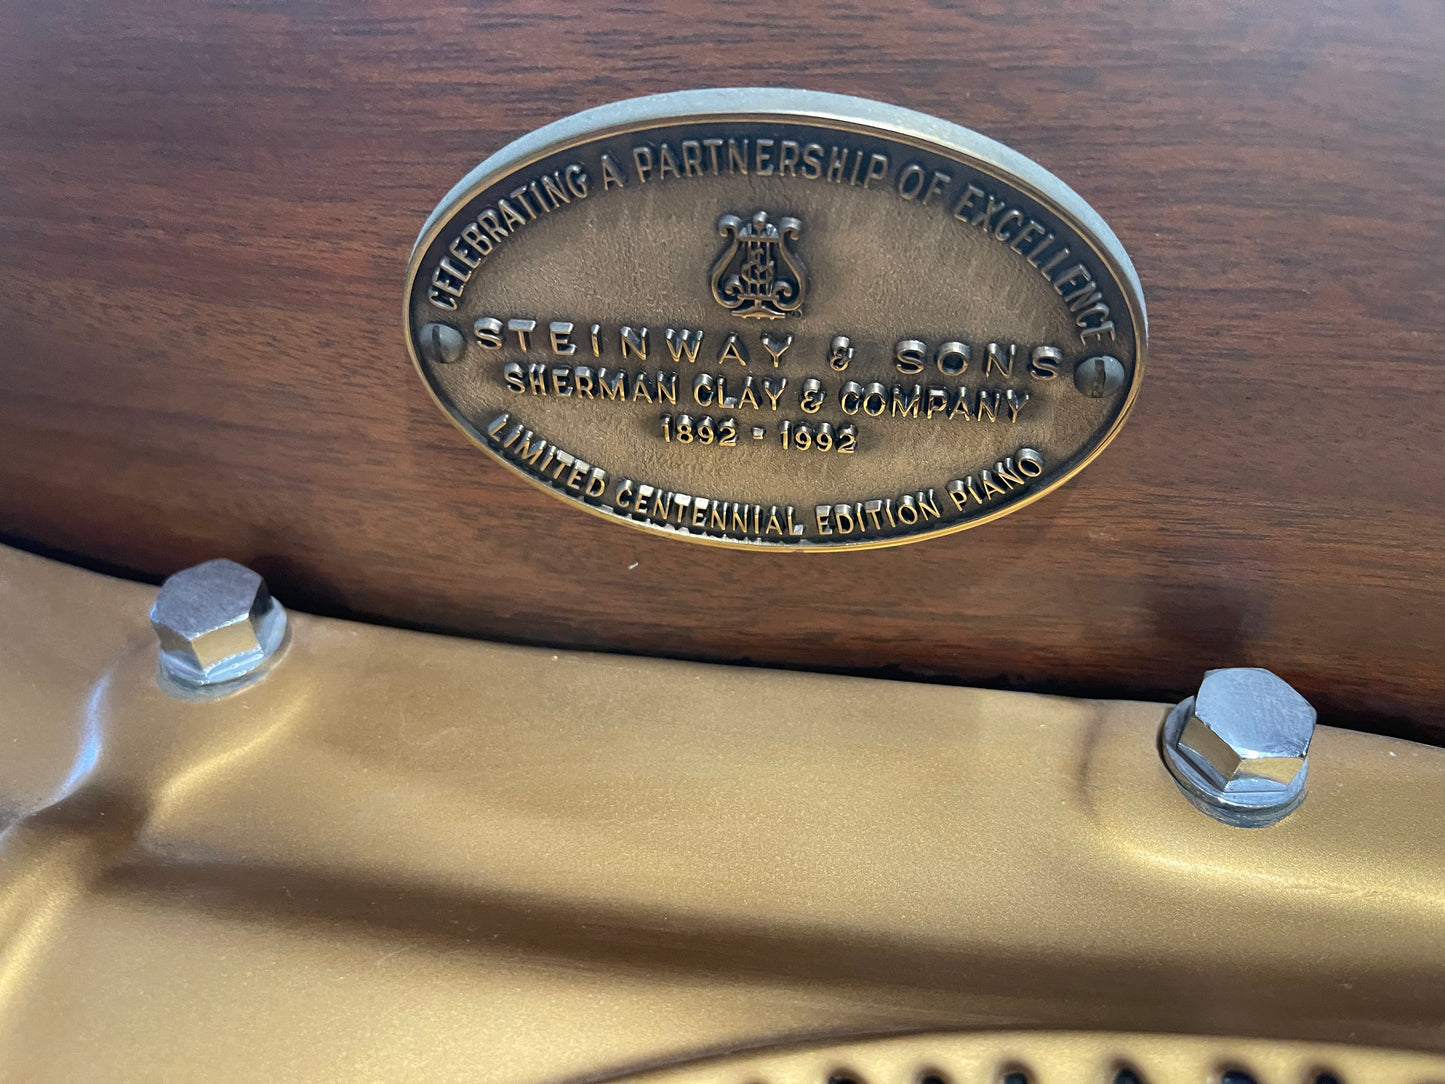 CELEBRATING A PARTNERSHIP OF EXCELLENCE
STEINWAY & SONS
SHERMAN CLAY & COMPANY
1892 - 1992
LIMITED CENTENNIAL EDITION PIANO